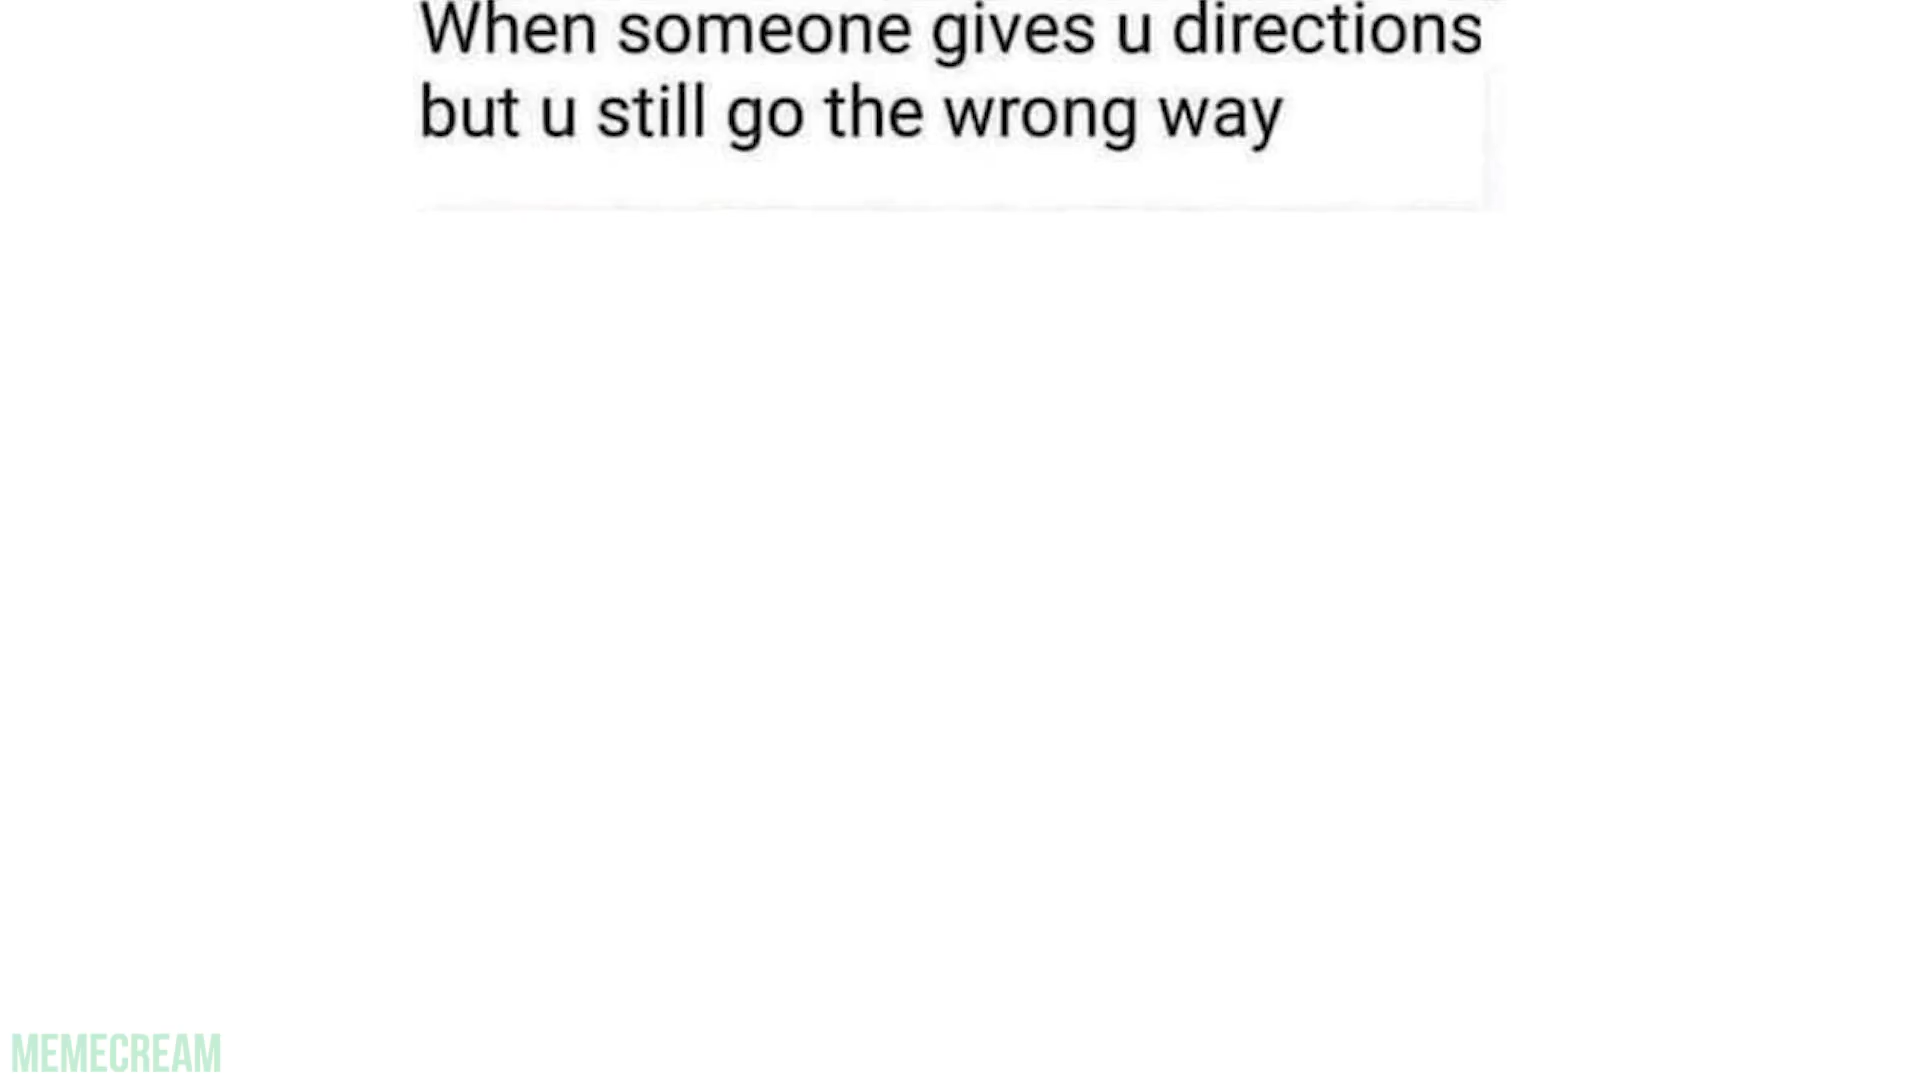 When someone gives u directions
but u still go the wrong way
MEMECREAM